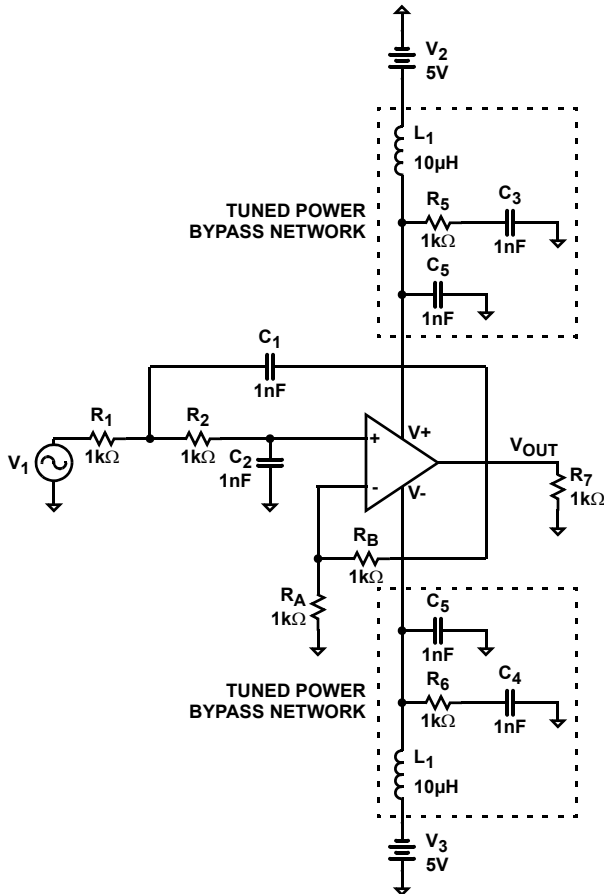 V2
5V
L1
10µH
TUNED POWER
BYPASS NETWORK
R5
1kΩ
C3
1nF
C5
1nF
C1
1nF
R1
1kΩ
R2
1kΩ
V1
C2
1nF
+
-
V+
V-
VOUT
R7
1kΩ
RB
1kΩ
RA
1kΩ
C5
1nF
TUNED POWER
BYPASS NETWORK
R6
1kΩ
C4
1nF
L1
10µH
V3
5V